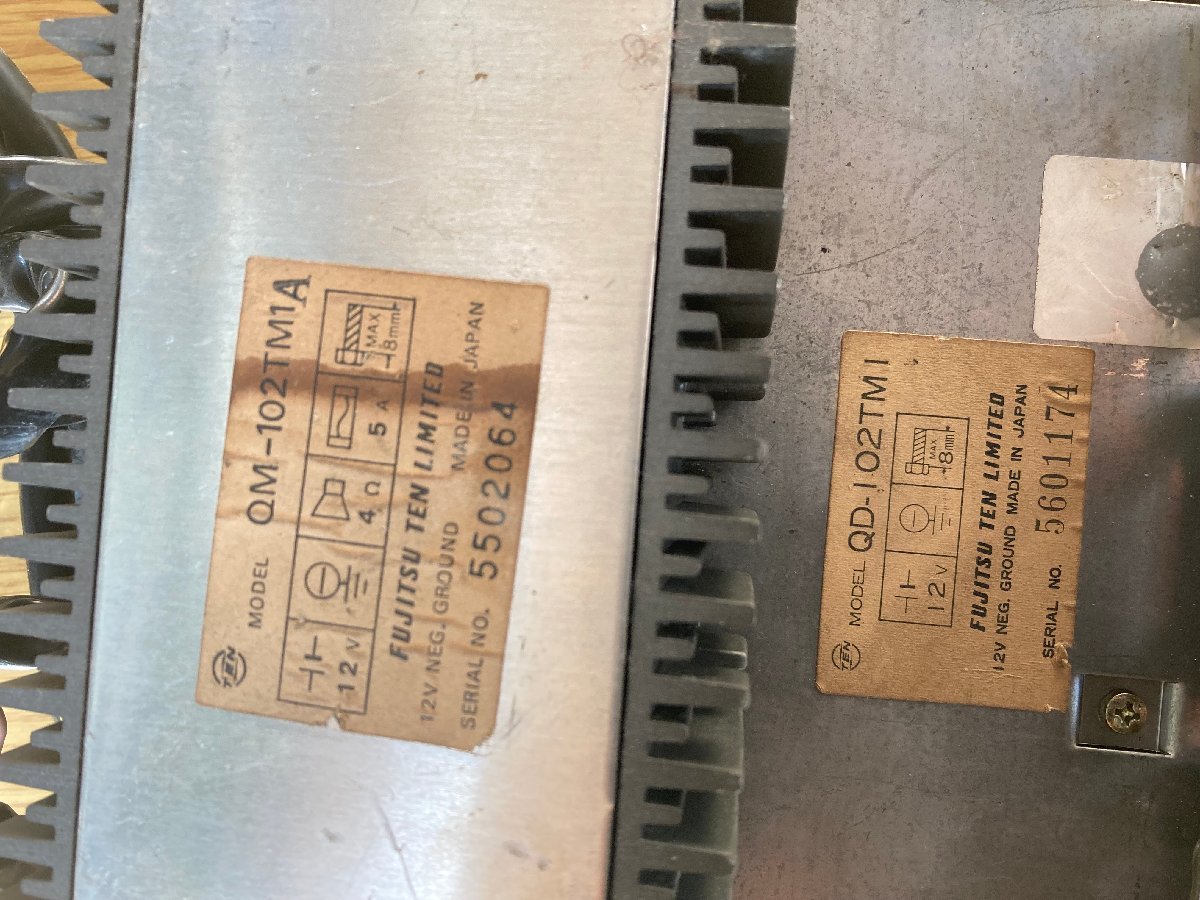 TEN
MODEL QM-102TM1A
12V 4Ω 5A MAX 8mm
FUJITSU TEN LIMITED
12V NEG. GROUND MADE IN JAPAN
SERIAL NO. 5502064
TEN
MODEL QD-102TM1
12V MAX 8mm
FUJITSU TEN LIMITED
12V NEG. GROUND MADE IN JAPAN
SERIAL NO. 5601174